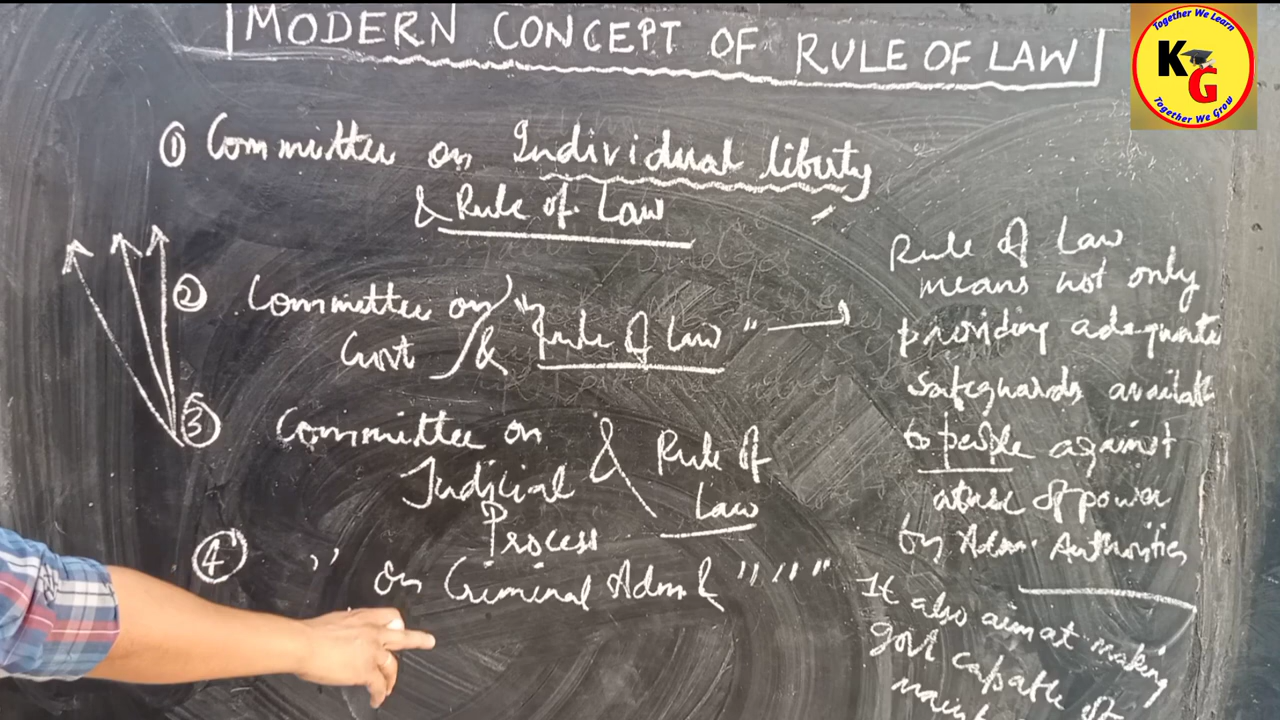 MODERN CONCEPT OF RULE OF LAW
Together We Learn
KG
Together We Grow
① Committee on Individual liberty
& Rule of Law
② Committee on
Govt & Rule of Law "
③ Committee on & Rule of
Judicial Law
Process
④ " on Criminal Adm & " " "
Rule of Law
means not only
providing adequate
safeguards available
to people against
abuse of power
by Adm. Authorities
It also aim at making
govt capable of